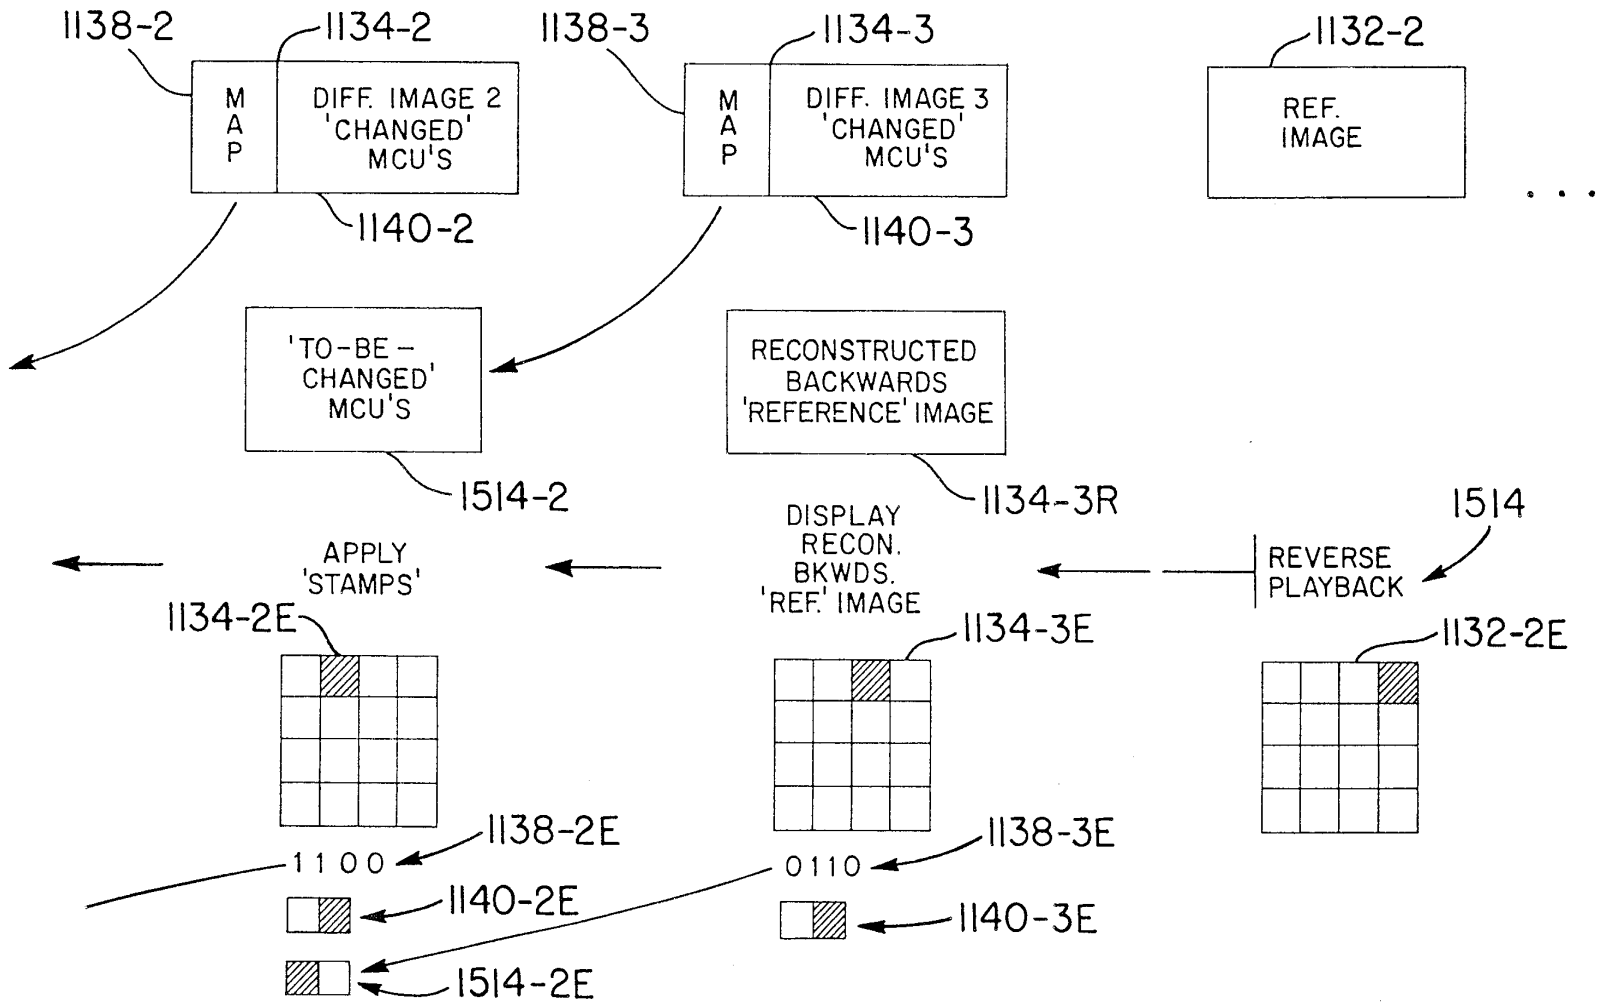 1138-2
1134-2
1138-3
1134-3
1132-2
MAP
DIFF. IMAGE 2
'CHANGED'
MCU'S
MAP
DIFF. IMAGE 3
'CHANGED'
MCU'S
REF.
IMAGE
. . .
1140-2
1140-3
'TO-BE-
CHANGED'
MCU'S
RECONSTRUCTED
BACKWARDS
'REFERENCE' IMAGE
1514-2
1134-3R
1514
APPLY
'STAMPS'
DISPLAY
RECON.
BKWDS.
'REF.' IMAGE
REVERSE
PLAYBACK
1134-2E
1134-3E
1132-2E
1138-2E
1100
1138-3E
0110
1140-2E
1140-3E
1514-2E